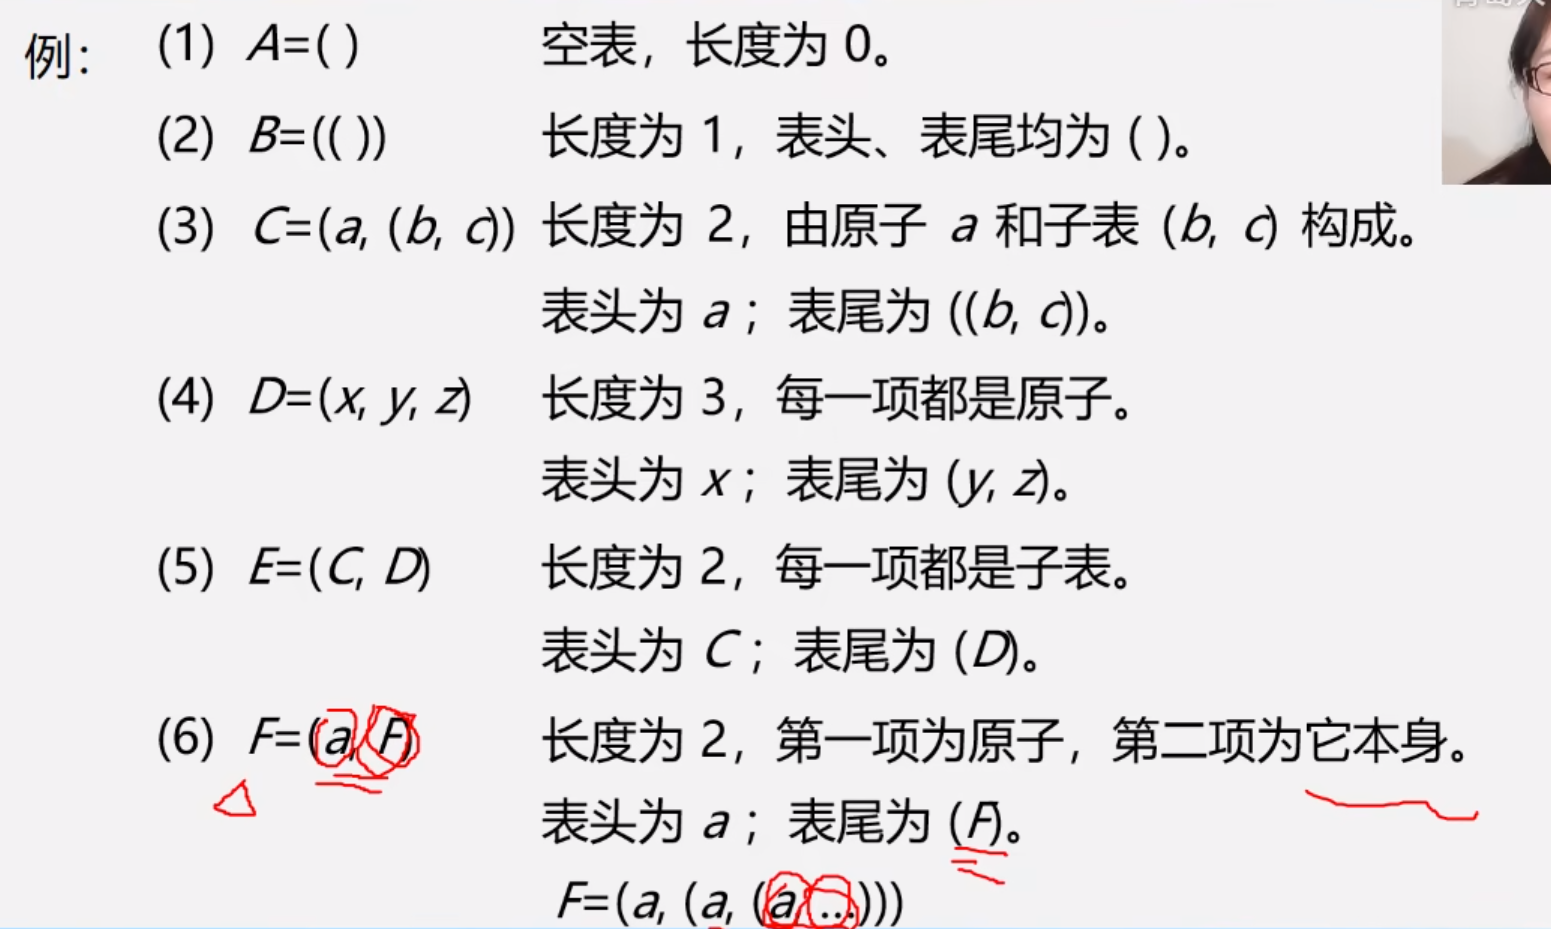 例：
(1) A=( ) 空表，长度为 0。
(2) B=(( )) 长度为 1，表头、表尾均为 ( )。
(3) C=(a, (b, c)) 长度为 2，由原子 a 和子表 (b, c) 构成。
表头为 a；表尾为 ((b, c))。
(4) D=(x, y, z) 长度为 3，每一项都是原子。
表头为 x；表尾为 (y, z)。
(5) E=(C, D) 长度为 2，每一项都是子表。
表头为 C；表尾为 (D)。
(6) F=(a, F) 长度为 2，第一项为原子，第二项为它本身。
表头为 a；表尾为 (F)。
F=(a, (a, (a, ...)))